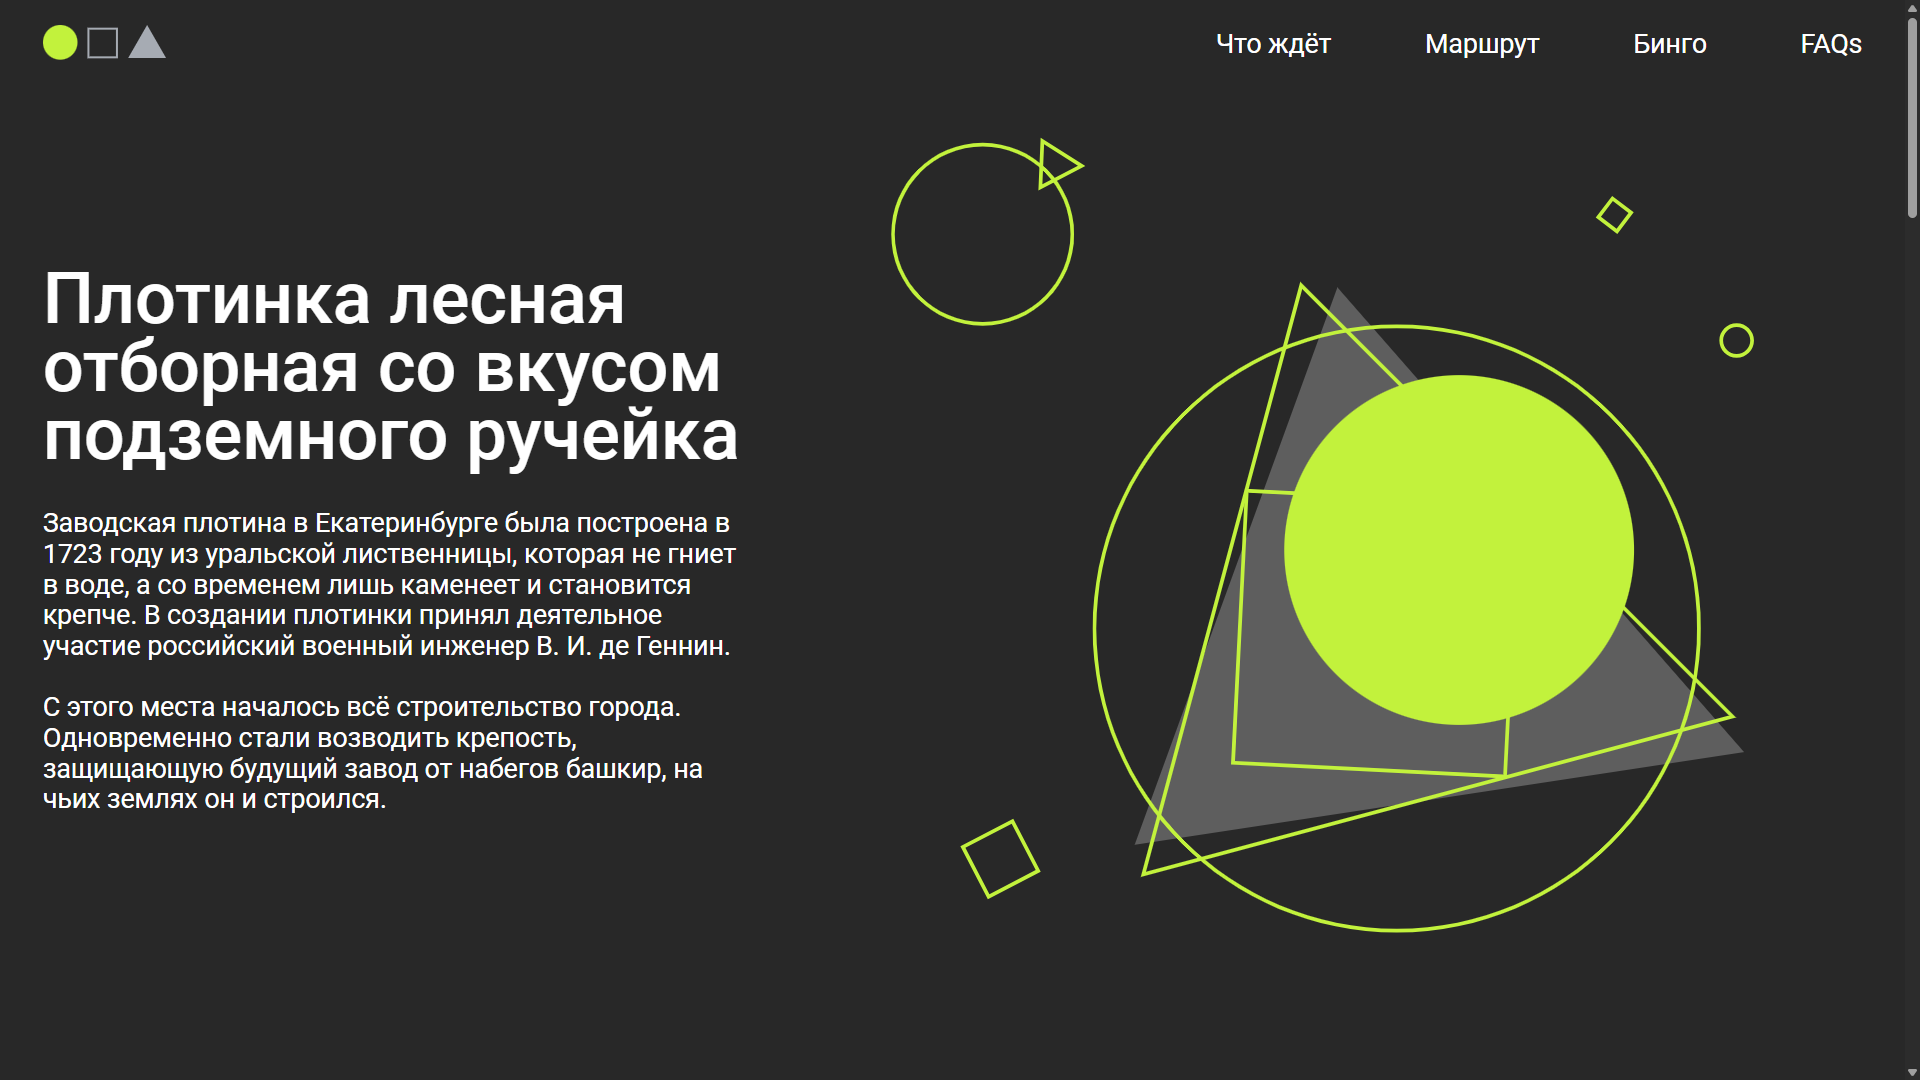 Что ждёт
Маршрут
Бинго
FAQs
Плотинка лесная
отборная со вкусом
подземного ручейка
Заводская плотина в Екатеринбурге была построена в
1723 году из уральской лиственницы, которая не гниет
в воде, а со временем лишь каменеет и становится
крепче. В создании плотинки принял деятельное
участие российский военный инженер В. И. де Геннин.
С этого места началось всё строительство города.
Одновременно стали возводить крепость,
защищающую будущий завод от набегов башкир, на
чьих землях он и строился.